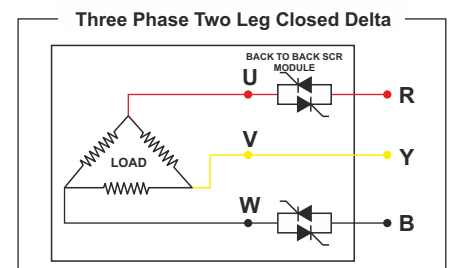 Three Phase Two Leg Closed Delta
BACK TO BACK SCR
MODULE
U
R
LOAD
V
Y
W
B